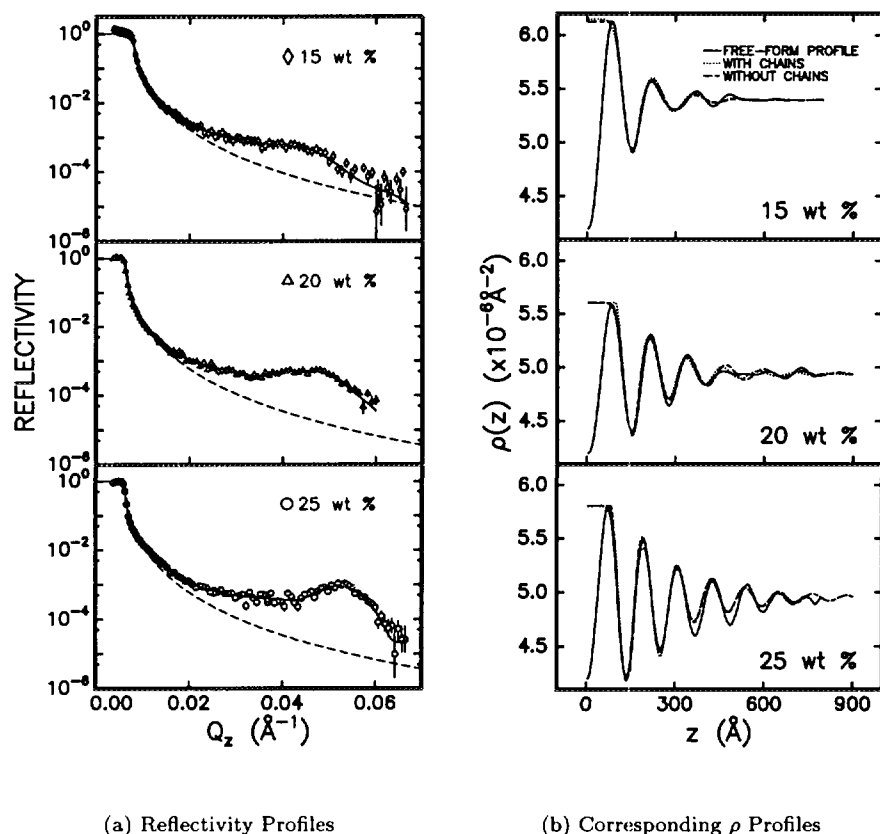 REFLECTIVITY
10⁰
10⁻²
10⁻⁴
10⁻⁶
◊ 15 wt %
10⁰
10⁻²
10⁻⁴
10⁻⁶
△ 20 wt %
10⁰
10⁻²
10⁻⁴
10⁻⁶
○ 25 wt %
0.00 0.02 0.04 0.06
Q_z (Å⁻¹)
(a) Reflectivity Profiles
ρ(z) (x10⁻⁶Å⁻²)
6.0
5.5
5.0
4.5
FREE-FORM PROFILE
WITH CHAINS
WITHOUT CHAINS
15 wt %
6.0
5.5
5.0
4.5
20 wt %
6.0
5.5
5.0
4.5
25 wt %
0 300 600 900
z (Å)
(b) Corresponding ρ Profiles